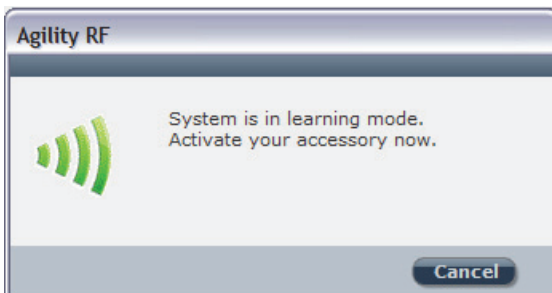 Agility RF
System is in learning mode.
Activate your accessory now.
Cancel